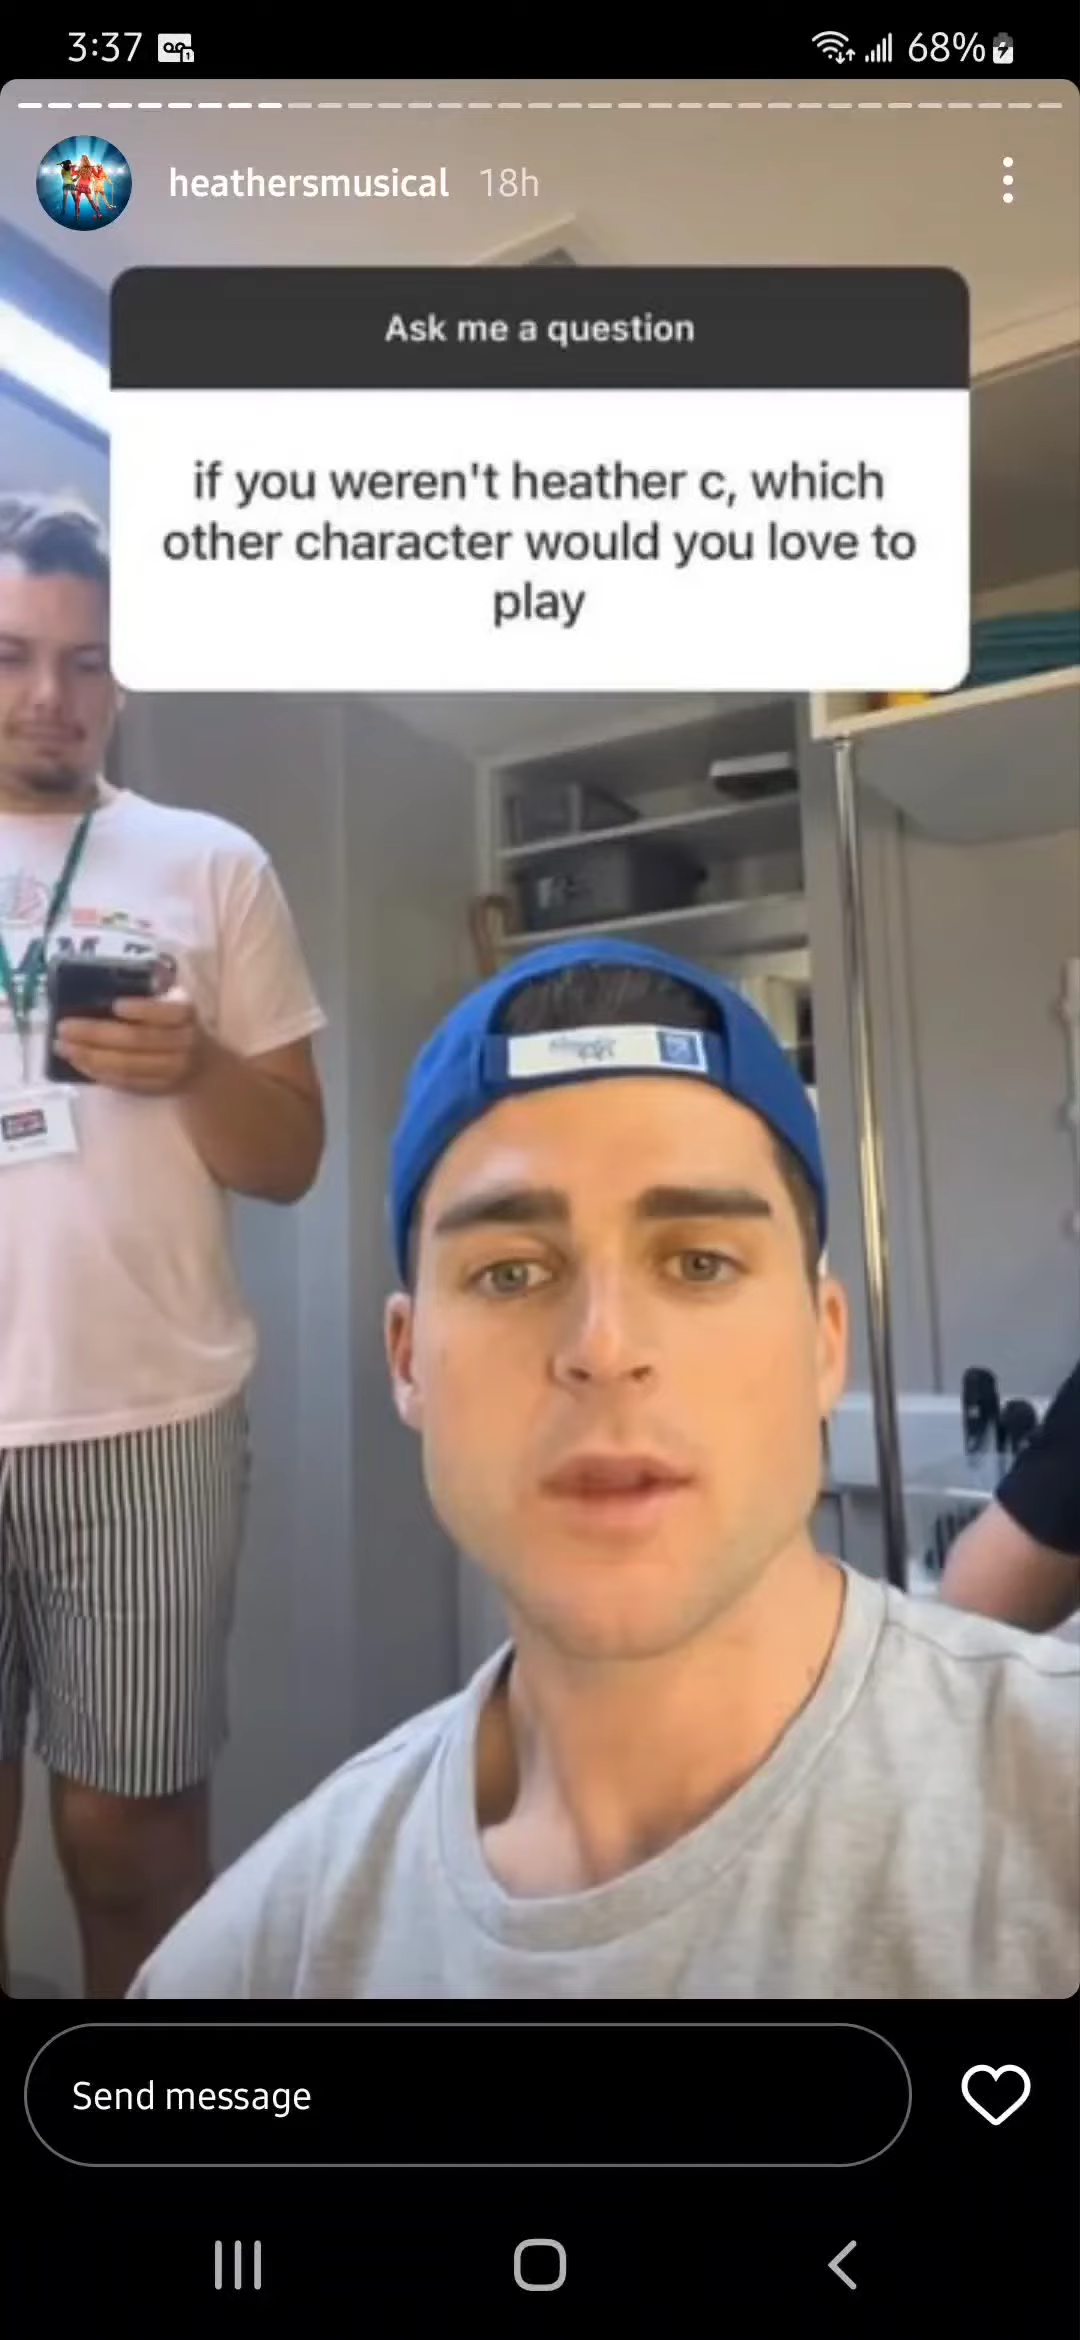 3:37
68%
heathersmusical 18h
Ask me a question
if you weren't heather c, which
other character would you love to
play
Send message